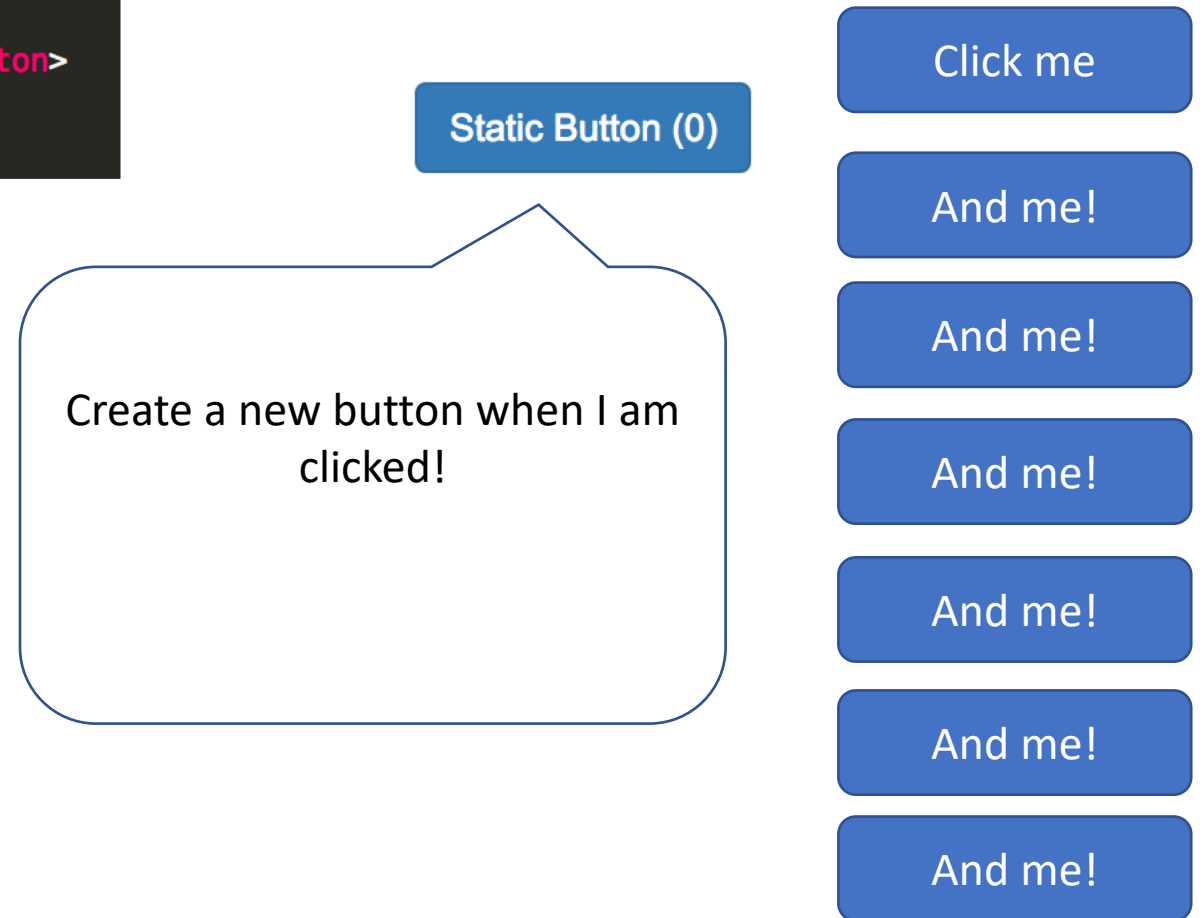 ton>
Static Button (0)
Create a new button when I am
clicked!
Click me
And me!
And me!
And me!
And me!
And me!
And me!